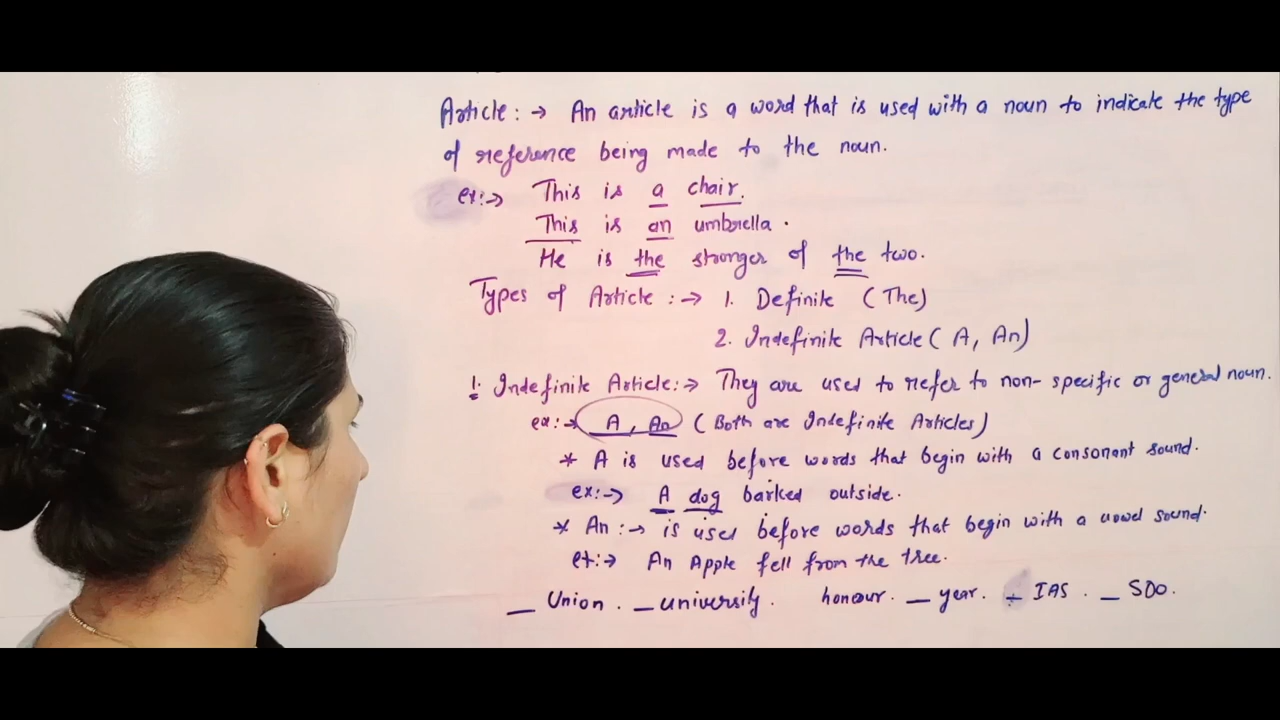 Article :→ An article is a word that is used with a noun to indicate the type
of reference being made to the noun.
ex:→ This is a chair.
This is an umbrella.
He is the stronger of the two.
Types of Article :→ 1. Definite (The)
2. Indefinite Article (A, An)
1. Indefinite Article :→ They are used to refer to non-specific or general noun.
ex:→ A, An (Both are Indefinite Articles)
* A is used before words that begin with a consonant sound.
ex:→ A dog barked outside.
* An :→ is used before words that begin with a vowel sound.
ex:→ An Apple fell from the tree.
_ Union. _ university. honour. _ year. _ IAS. _ SDO.